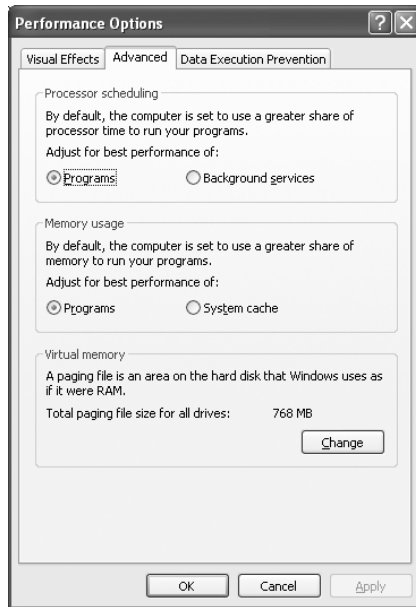 Performance Options
?
X
Visual Effects
Advanced
Data Execution Prevention
Processor scheduling
By default, the computer is set to use a greater share of
processor time to run your programs.
Adjust for best performance of:
Programs
Background services
Memory usage
By default, the computer is set to use a greater share of
memory to run your programs.
Adjust for best performance of:
Programs
System cache
Virtual memory
A paging file is an area on the hard disk that Windows uses as
if it were RAM.
Total paging file size for all drives: 768 MB
Change
OK
Cancel
Apply